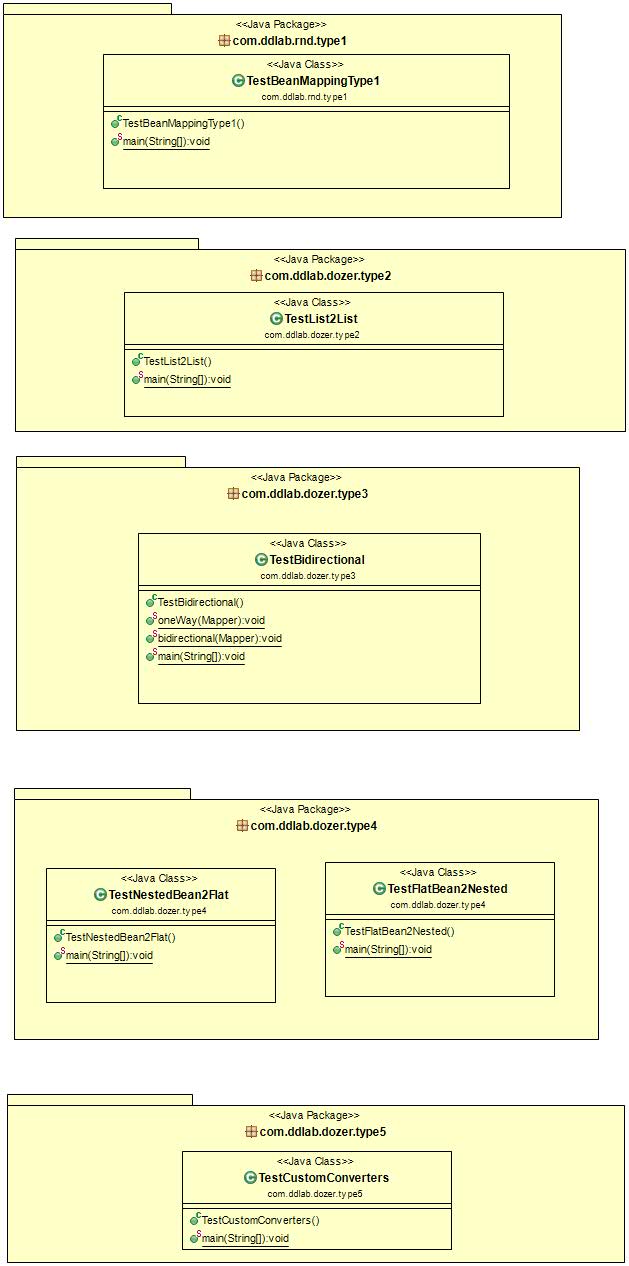 <<Java Package>>
com.ddlab.rnd.type1
<<Java Class>>
C TestBeanMappingType1
com.ddlab.rnd.type1
C TestBeanMappingType1()
S main(String[]):void
<<Java Package>>
com.ddlab.dozer.type2
<<Java Class>>
C TestList2List
com.ddlab.dozer.type2
C TestList2List()
S main(String[]):void
<<Java Package>>
com.ddlab.dozer.type3
<<Java Class>>
C TestBidirectional
com.ddlab.dozer.type3
C TestBidirectional()
S oneWay(Mapper):void
S bidirectional(Mapper):void
S main(String[]):void
<<Java Package>>
com.ddlab.dozer.type4
<<Java Class>>
C TestNestedBean2Flat
com.ddlab.dozer.type4
C TestNestedBean2Flat()
S main(String[]):void
<<Java Class>>
C TestFlatBean2Nested
com.ddlab.dozer.type4
C TestFlatBean2Nested()
S main(String[]):void
<<Java Package>>
com.ddlab.dozer.type5
<<Java Class>>
C TestCustomConverters
com.ddlab.dozer.type5
C TestCustomConverters()
S main(String[]):void